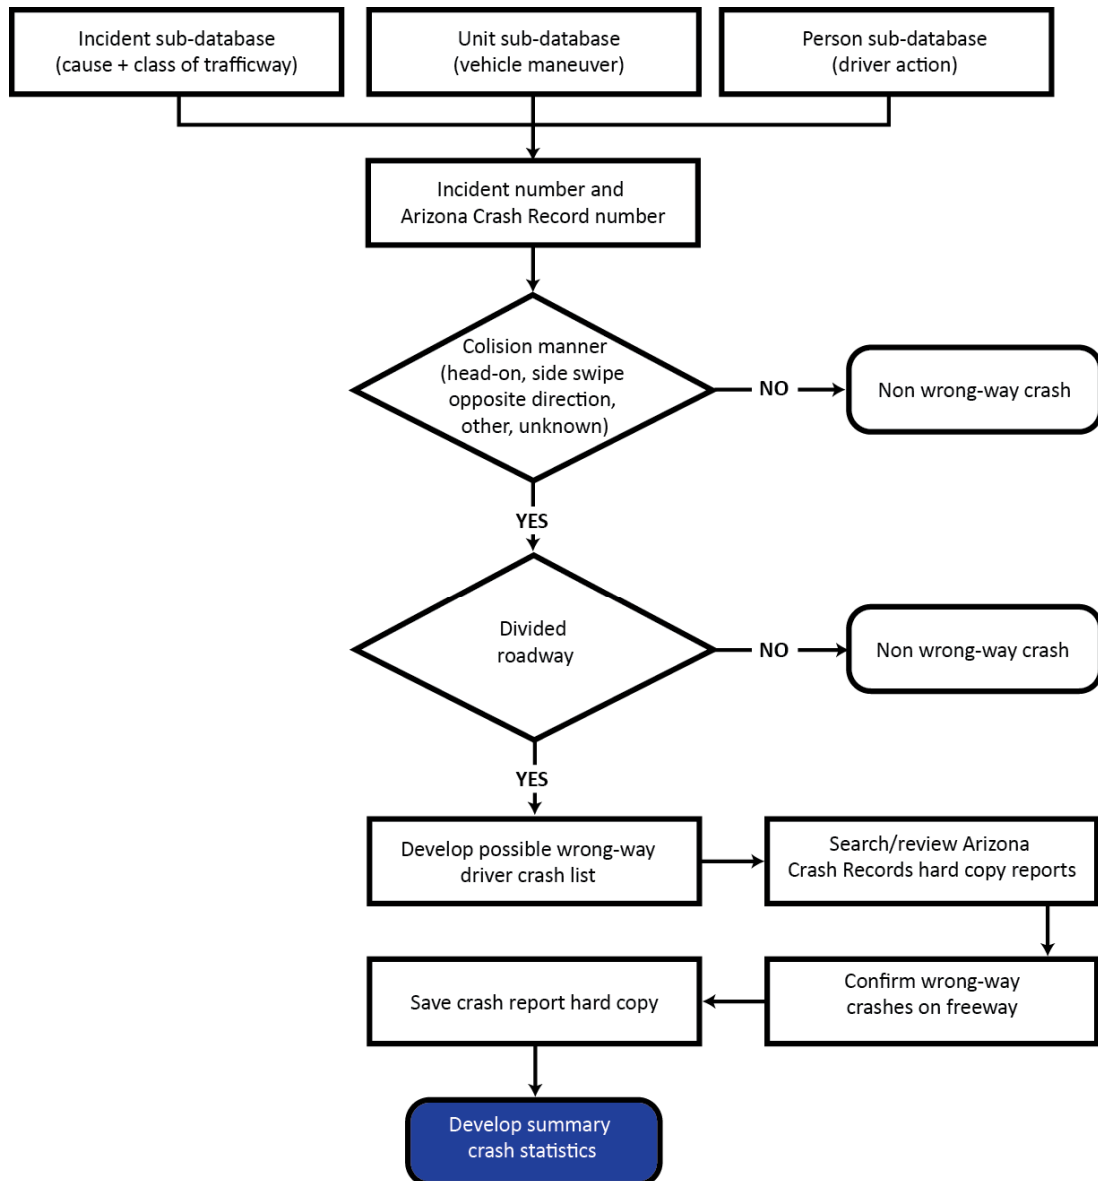 Incident sub-database
(cause + class of trafficway)
Unit sub-database
(vehicle maneuver)
Person sub-database
(driver action)
Incident number and
Arizona Crash Record number
Colision manner
(head-on, side swipe
opposite direction,
other, unknown)
NO
Non wrong-way crash
YES
Divided
roadway
NO
Non wrong-way crash
YES
Develop possible wrong-way
driver crash list
Search/review Arizona
Crash Records hard copy reports
Confirm wrong-way
crashes on freeway
Save crash report hard copy
Develop summary
crash statistics